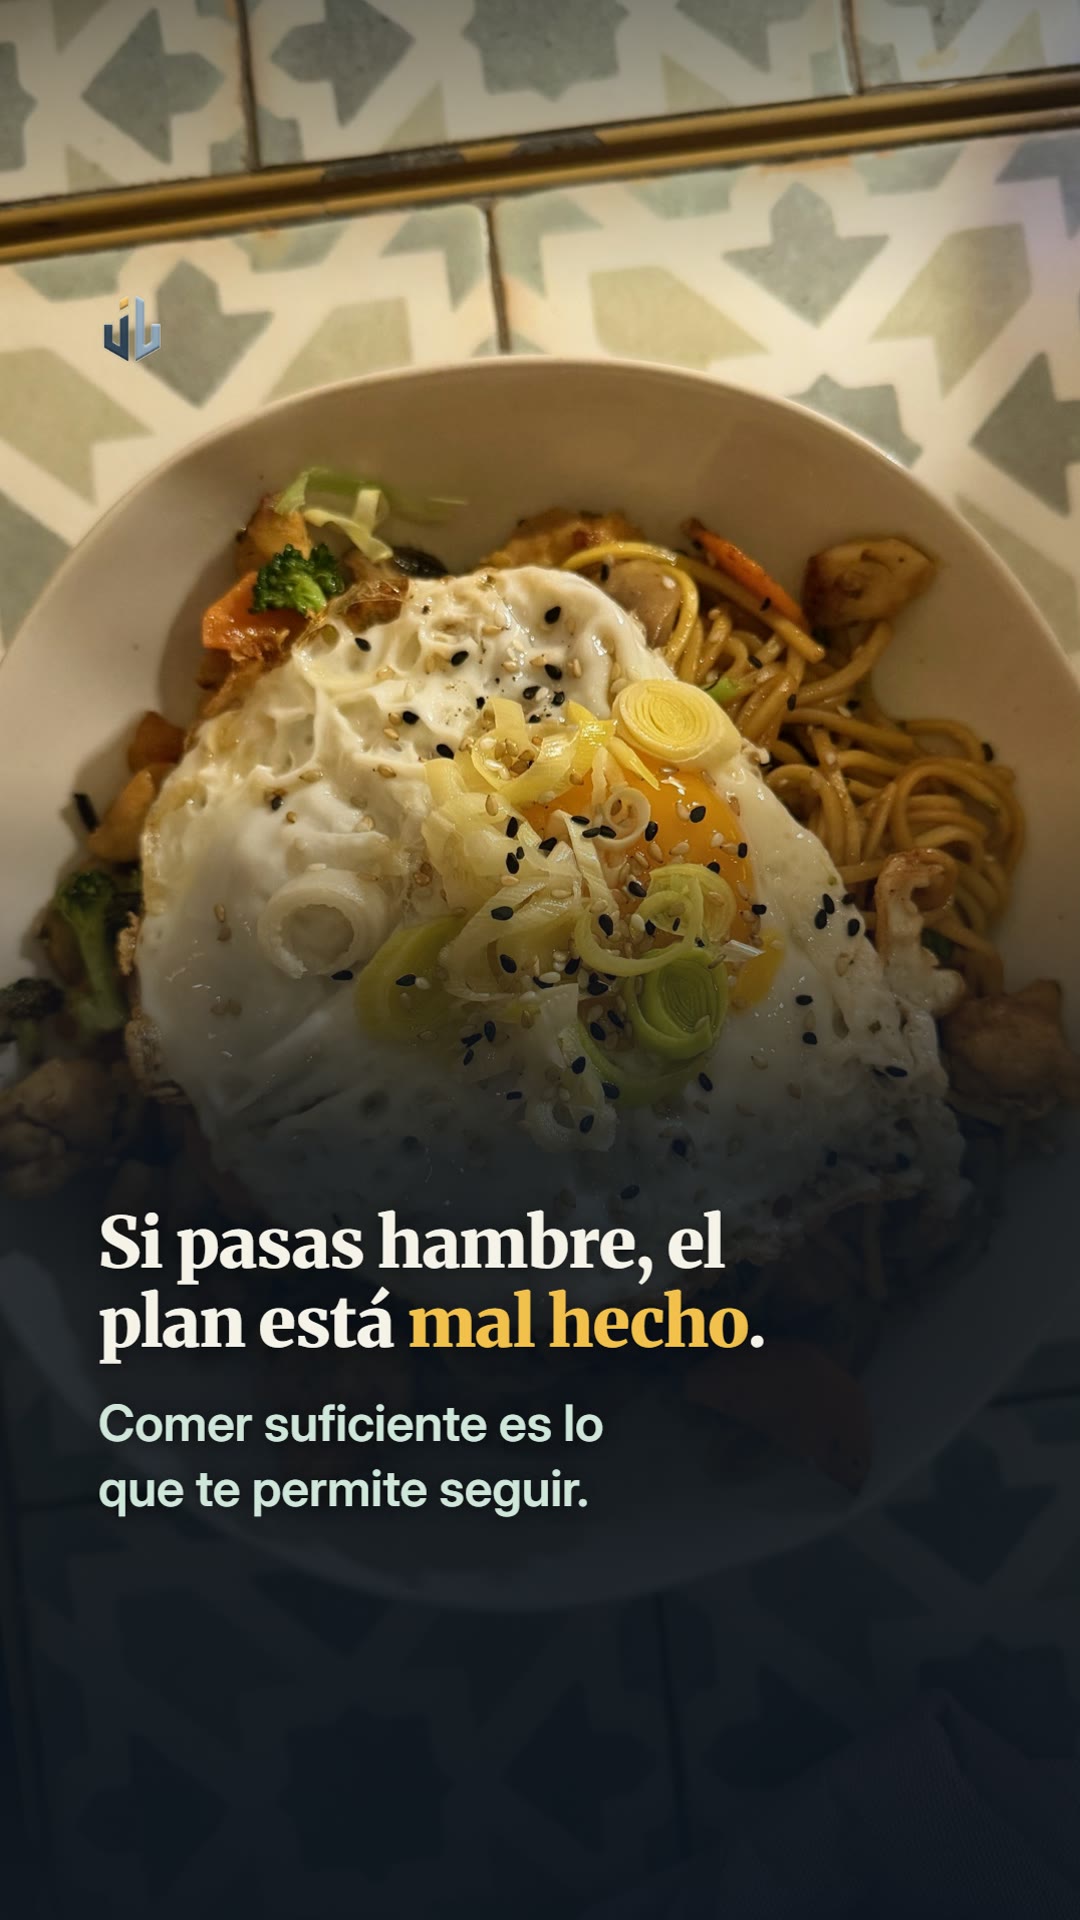 Si pasas hambre, el
plan está mal hecho.
Comer suficiente es lo
que te permite seguir.